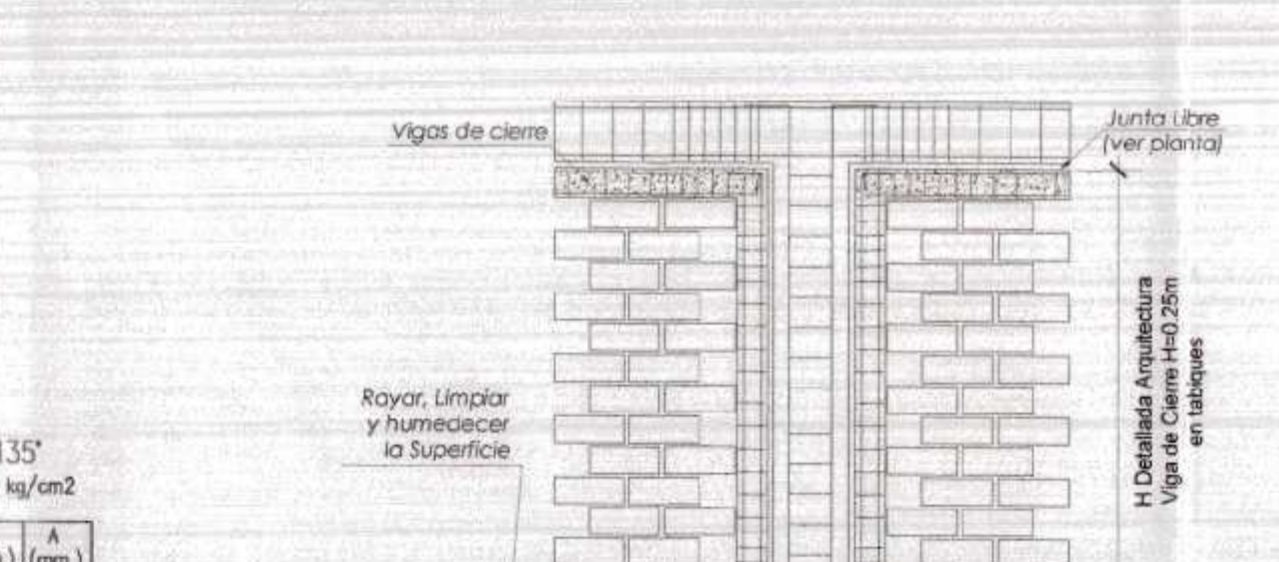 Vigas de cierre
Junta Libre
(ver planta)
Rayar, Limpiar
y humedecer
la Superficie
H Detallada Arquitectura
Viga de Cierre H=0.25m
en tabiques
135°
kg/cm2
A
(mm.)